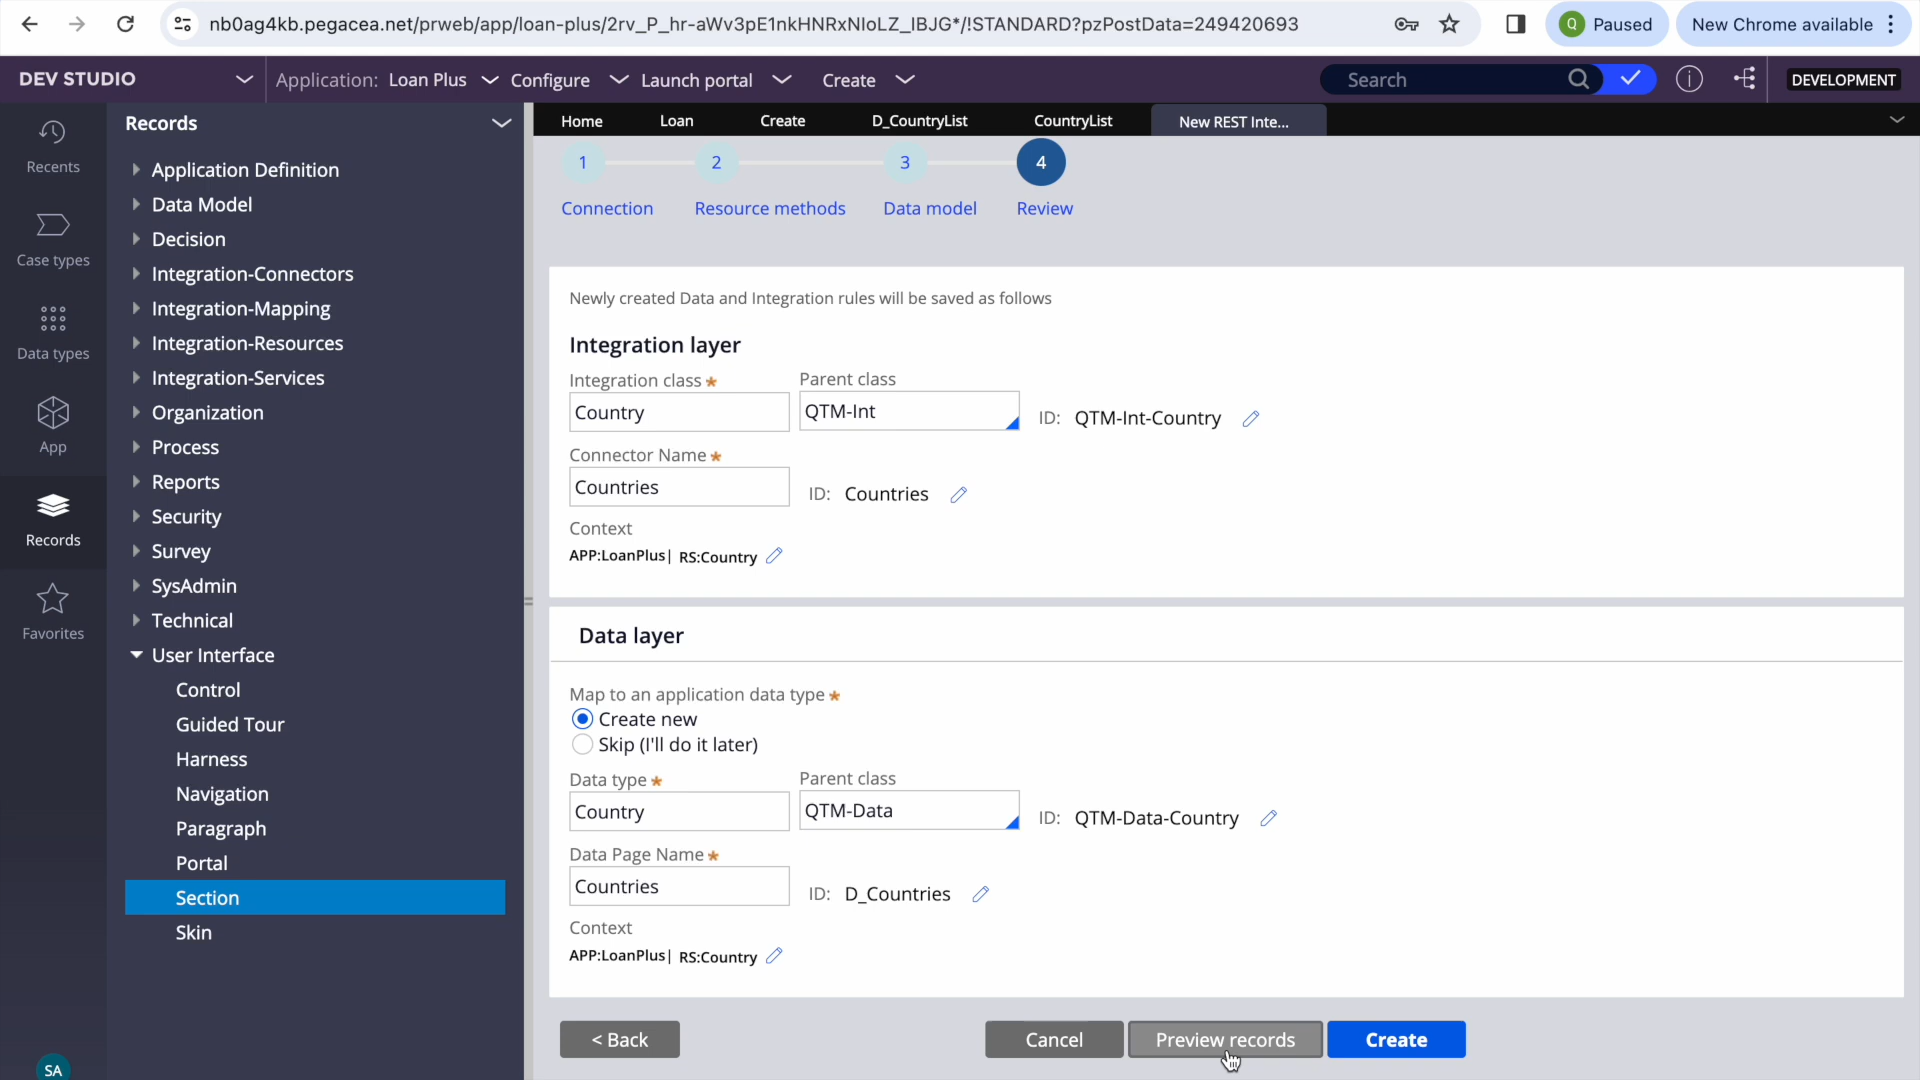 nb0ag4kb.pegacea.net/prweb/app/loan-plus/2rv_P_hr-aWv3pE1nkHNRxNIoLZ_IBJG*/!STANDARD?pzPostData=249420693
Q Paused
New Chrome available
DEV STUDIO
Application: Loan Plus
Configure
Launch portal
Create
Search
DEVELOPMENT
Recents
Case types
Data types
App
Records
Favorites
SA
Records
Application Definition
Data Model
Decision
Integration-Connectors
Integration-Mapping
Integration-Resources
Integration-Services
Organization
Process
Reports
Security
Survey
SysAdmin
Technical
User Interface
Control
Guided Tour
Harness
Navigation
Paragraph
Portal
Section
Skin
Home Loan Create D_CountryList CountryList New REST Inte...
1 2 3 4
Connection Resource methods Data model Review
Newly created Data and Integration rules will be saved as follows
Integration layer
Integration class * Parent class
Country QTM-Int ID: QTM-Int-Country
Connector Name *
Countries ID: Countries
Context
APP:LoanPlus| RS:Country
Data layer
Map to an application data type *
Create new
Skip (I'll do it later)
Data type * Parent class
Country QTM-Data ID: QTM-Data-Country
Data Page Name *
Countries ID: D_Countries
Context
APP:LoanPlus| RS:Country
< Back Cancel Preview records Create